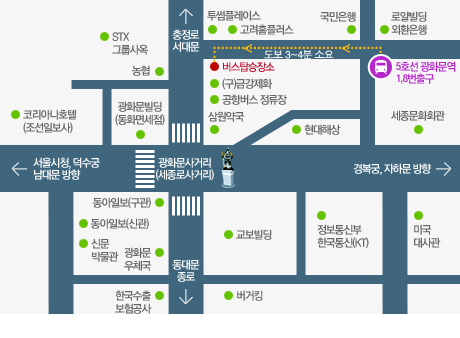 투썸플레이스
국민은행
로얄빌딩
STX
그룹사옥
충정로
서대문
고려홈플러스
외환은행
도보 3~4분 소요
농협
버스탑승장소
5호선 광화문역
1,8번출구
(구)금강제화
공항버스 정류장
코리아나호텔
(조선일보사)
광화문빌딩
(동화면세점)
삼원약국
현대해상
세종문화회관
서울시청, 덕수궁
남대문 방향
광화문사거리
(세종로사거리)
경복궁, 자하문 방향
동아일보(구관)
동아일보(신관)
신문
박물관
광화문
우체국
교보빌딩
정보통신부
한국통신(KT)
미국
대사관
동대문
종로
한국수출
보험공사
버거킹